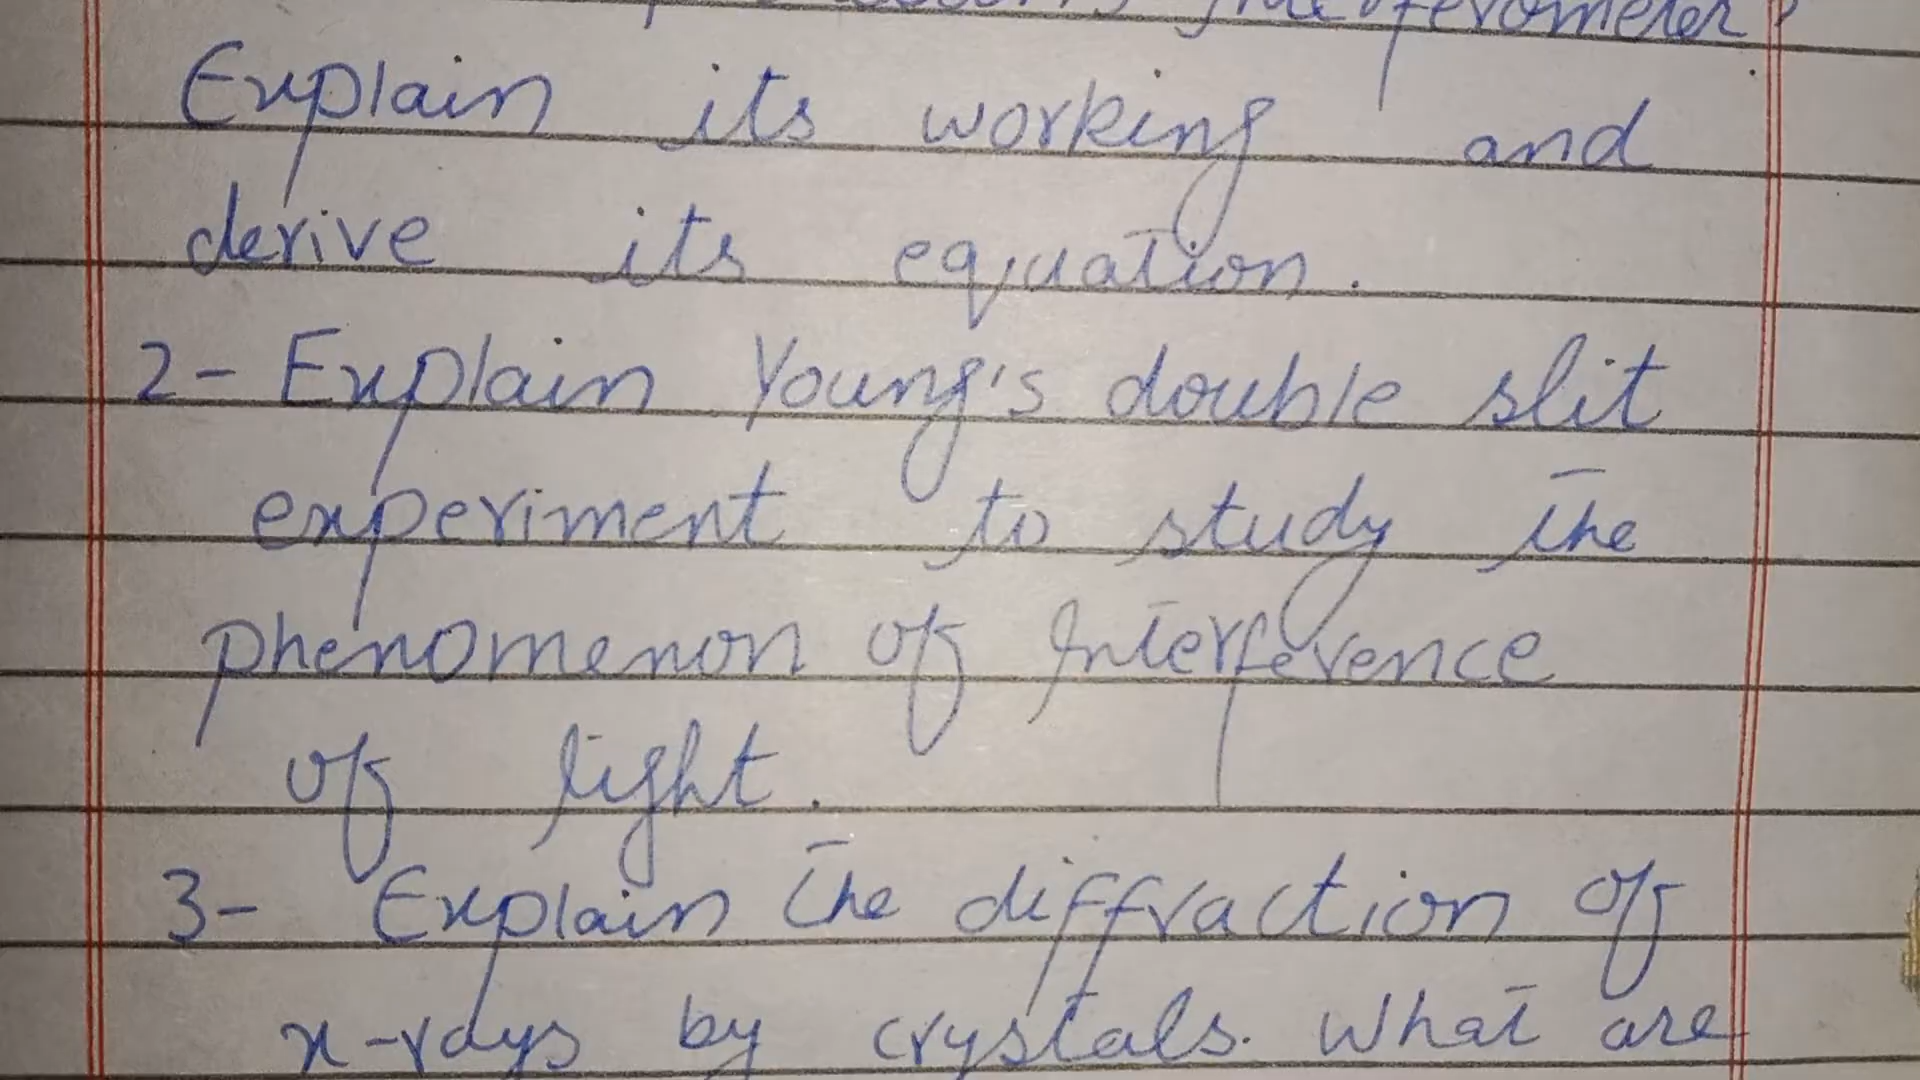 Interferometer?
Explain its working and
derive its equation.
2- Explain Young's double slit
experiment to study the
phenomenon of Interference
of light.
3- Explain the diffraction of
x-rays by crystals. What are